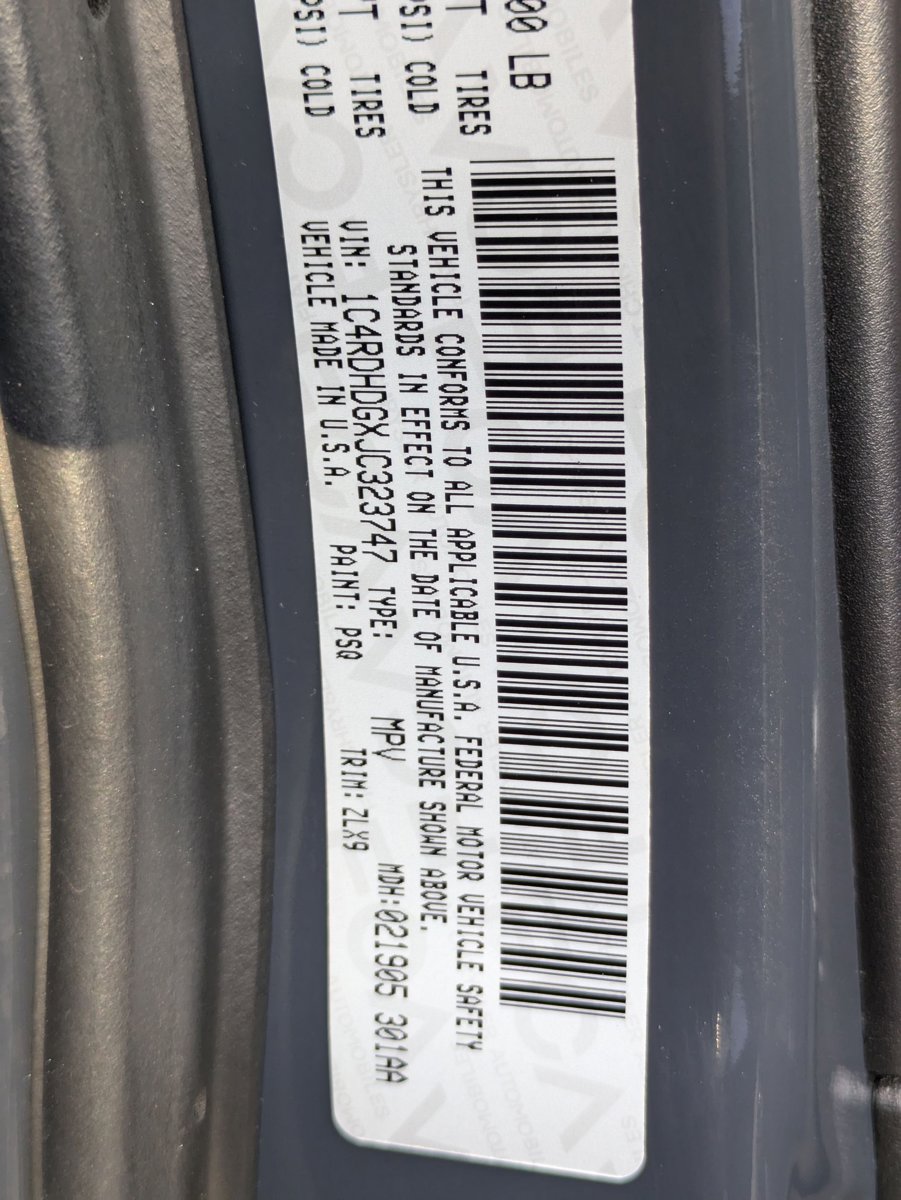 00 LB
T TIRES
PSI) COLD
PT TIRES
PSI) COLD
THIS VEHICLE CONFORMS TO ALL APPLICABLE U.S.A. FEDERAL MOTOR VEHICLE SAFETY
STANDARDS IN EFFECT ON THE DATE OF MANUFACTURE SHOWN ABOVE.
VIN: 1C4RDHDGXJC323747 TYPE: MPV MDH:021905 301AA
VEHICLE MADE IN U.S.A. PAINT: PSQ TRIM: ZLX9